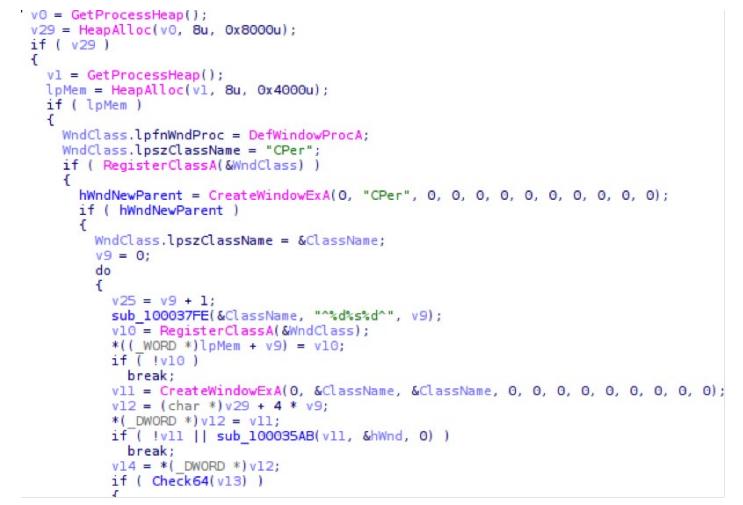 v0 = GetProcessHeap();
v29 = HeapAlloc(v0, 8u, 0x8000u);
if ( v29 )
{
v1 = GetProcessHeap();
lpMem = HeapAlloc(v1, 8u, 0x4000u);
if ( lpMem )
{
WndClass.lpfnWndProc = DefWindowProcA;
WndClass.lpszClassName = "CPer";
if ( RegisterClassA(&WndClass) )
{
hWndNewParent = CreateWindowExA(0, "CPer", 0, 0, 0, 0, 0, 0, 0, 0, 0, 0);
if ( hWndNewParent )
{
WndClass.lpszClassName = &ClassName;
v9 = 0;
do
{
v25 = v9 + 1;
sub_100037FE(&ClassName, "^%d%s%d^", v9);
v10 = RegisterClassA(&WndClass);
*((_WORD *)lpMem + v9) = v10;
if ( !v10 )
break;
v11 = CreateWindowExA(0, &ClassName, &ClassName, 0, 0, 0, 0, 0, 0, 0, 0, 0);
v12 = (char *)v29 + 4 * v9;
*(_DWORD *)v12 = v11;
if ( !v11 || sub_100035AB(v11, &hWnd, 0) )
break;
v14 = *(_DWORD *)v12;
if ( Check64(v13) )
{